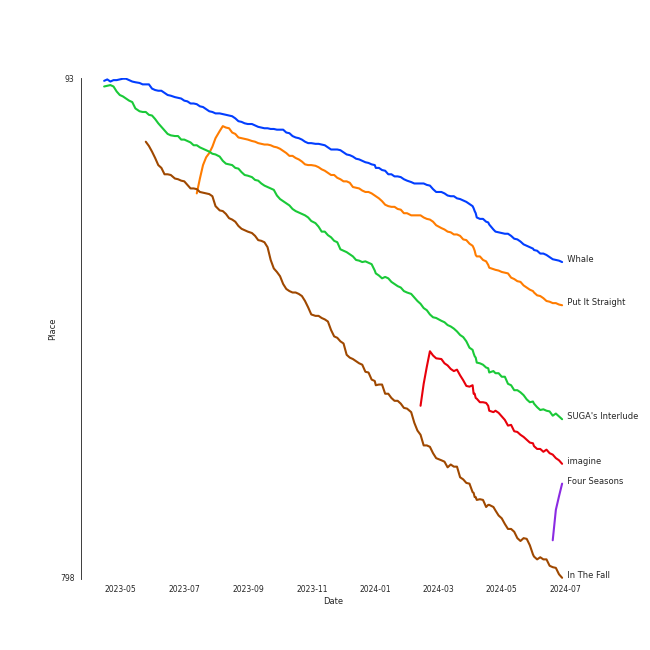 93
Whale
Put It Straight
Place
SUGA's Interlude
imagine
Four Seasons
In The Fall
798
2023-05 2023-07 2023-09 2023-11 2024-01 2024-03 2024-05 2024-07
Date